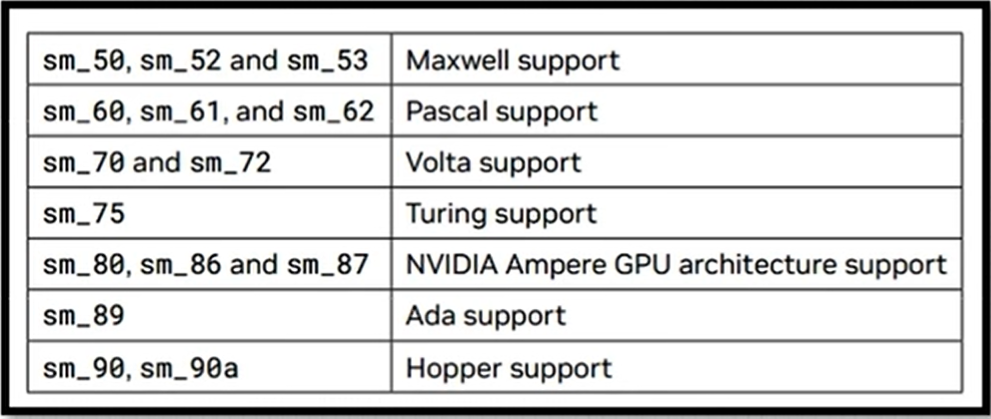 sm_50, sm_52 and sm_53 Maxwell support
sm_60, sm_61, and sm_62 Pascal support
sm_70 and sm_72 Volta support
sm_75 Turing support
sm_80, sm_86 and sm_87 NVIDIA Ampere GPU architecture support
sm_89 Ada support
sm_90, sm_90a Hopper support